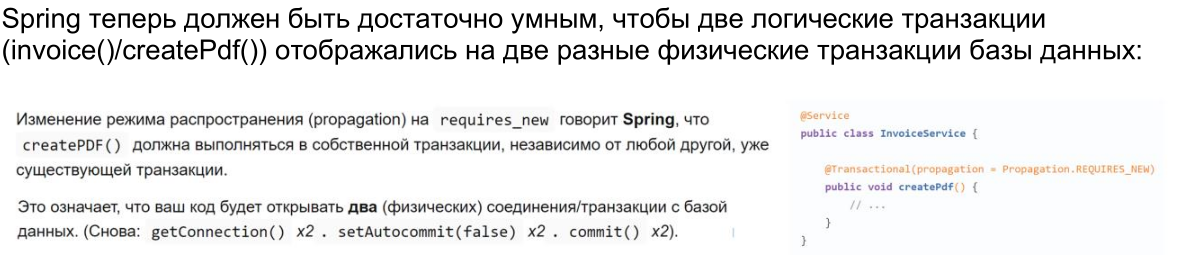 Spring теперь должен быть достаточно умным, чтобы две логические транзакции
(invoice()/createPdf()) отображались на две разные физические транзакции базы данных:
Изменение режима распространения (propagation) на requires_new говорит Spring, что
createPDF() должна выполняться в собственной транзакции, независимо от любой другой, уже
существующей транзакции.
Это означает, что ваш код будет открывать два (физических) соединения/транзакции с базой
данных. (Снова: getConnection() x2 . setAutocommit(false) x2 . commit() x2).
@Service
public class InvoiceService {
@Transactional(propagation = Propagation.REQUIRES_NEW)
public void createPdf() {
// ...
}
}